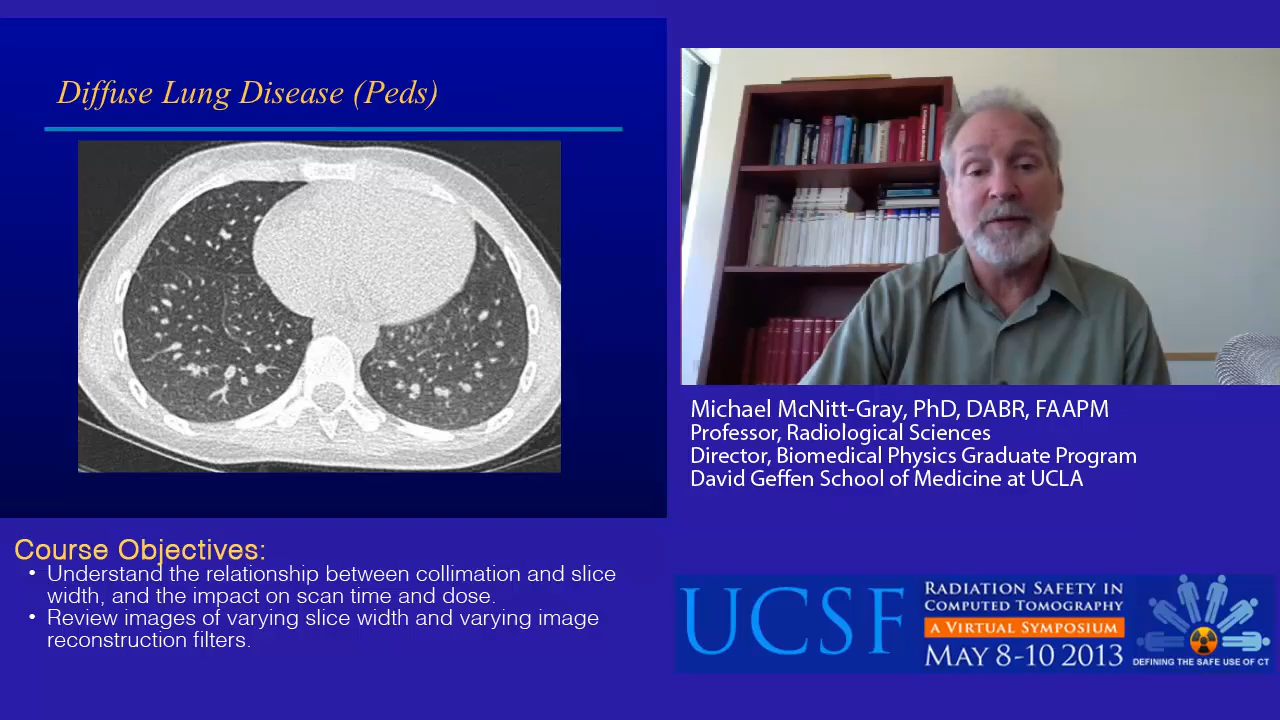 Diffuse Lung Disease (Peds)
Michael McNitt-Gray, PhD, DABR, FAAPM
Professor, Radiological Sciences
Director, Biomedical Physics Graduate Program
David Geffen School of Medicine at UCLA
Course Objectives:
• Understand the relationship between collimation and slice
width, and the impact on scan time and dose.
• Review images of varying slice width and varying image
reconstruction filters.
UCSF
RADIATION SAFETY IN
COMPUTED TOMOGRAPHY
A VIRTUAL SYMPOSIUM
MAY 8-10 2013
DEFINING THE SAFE USE OF CT